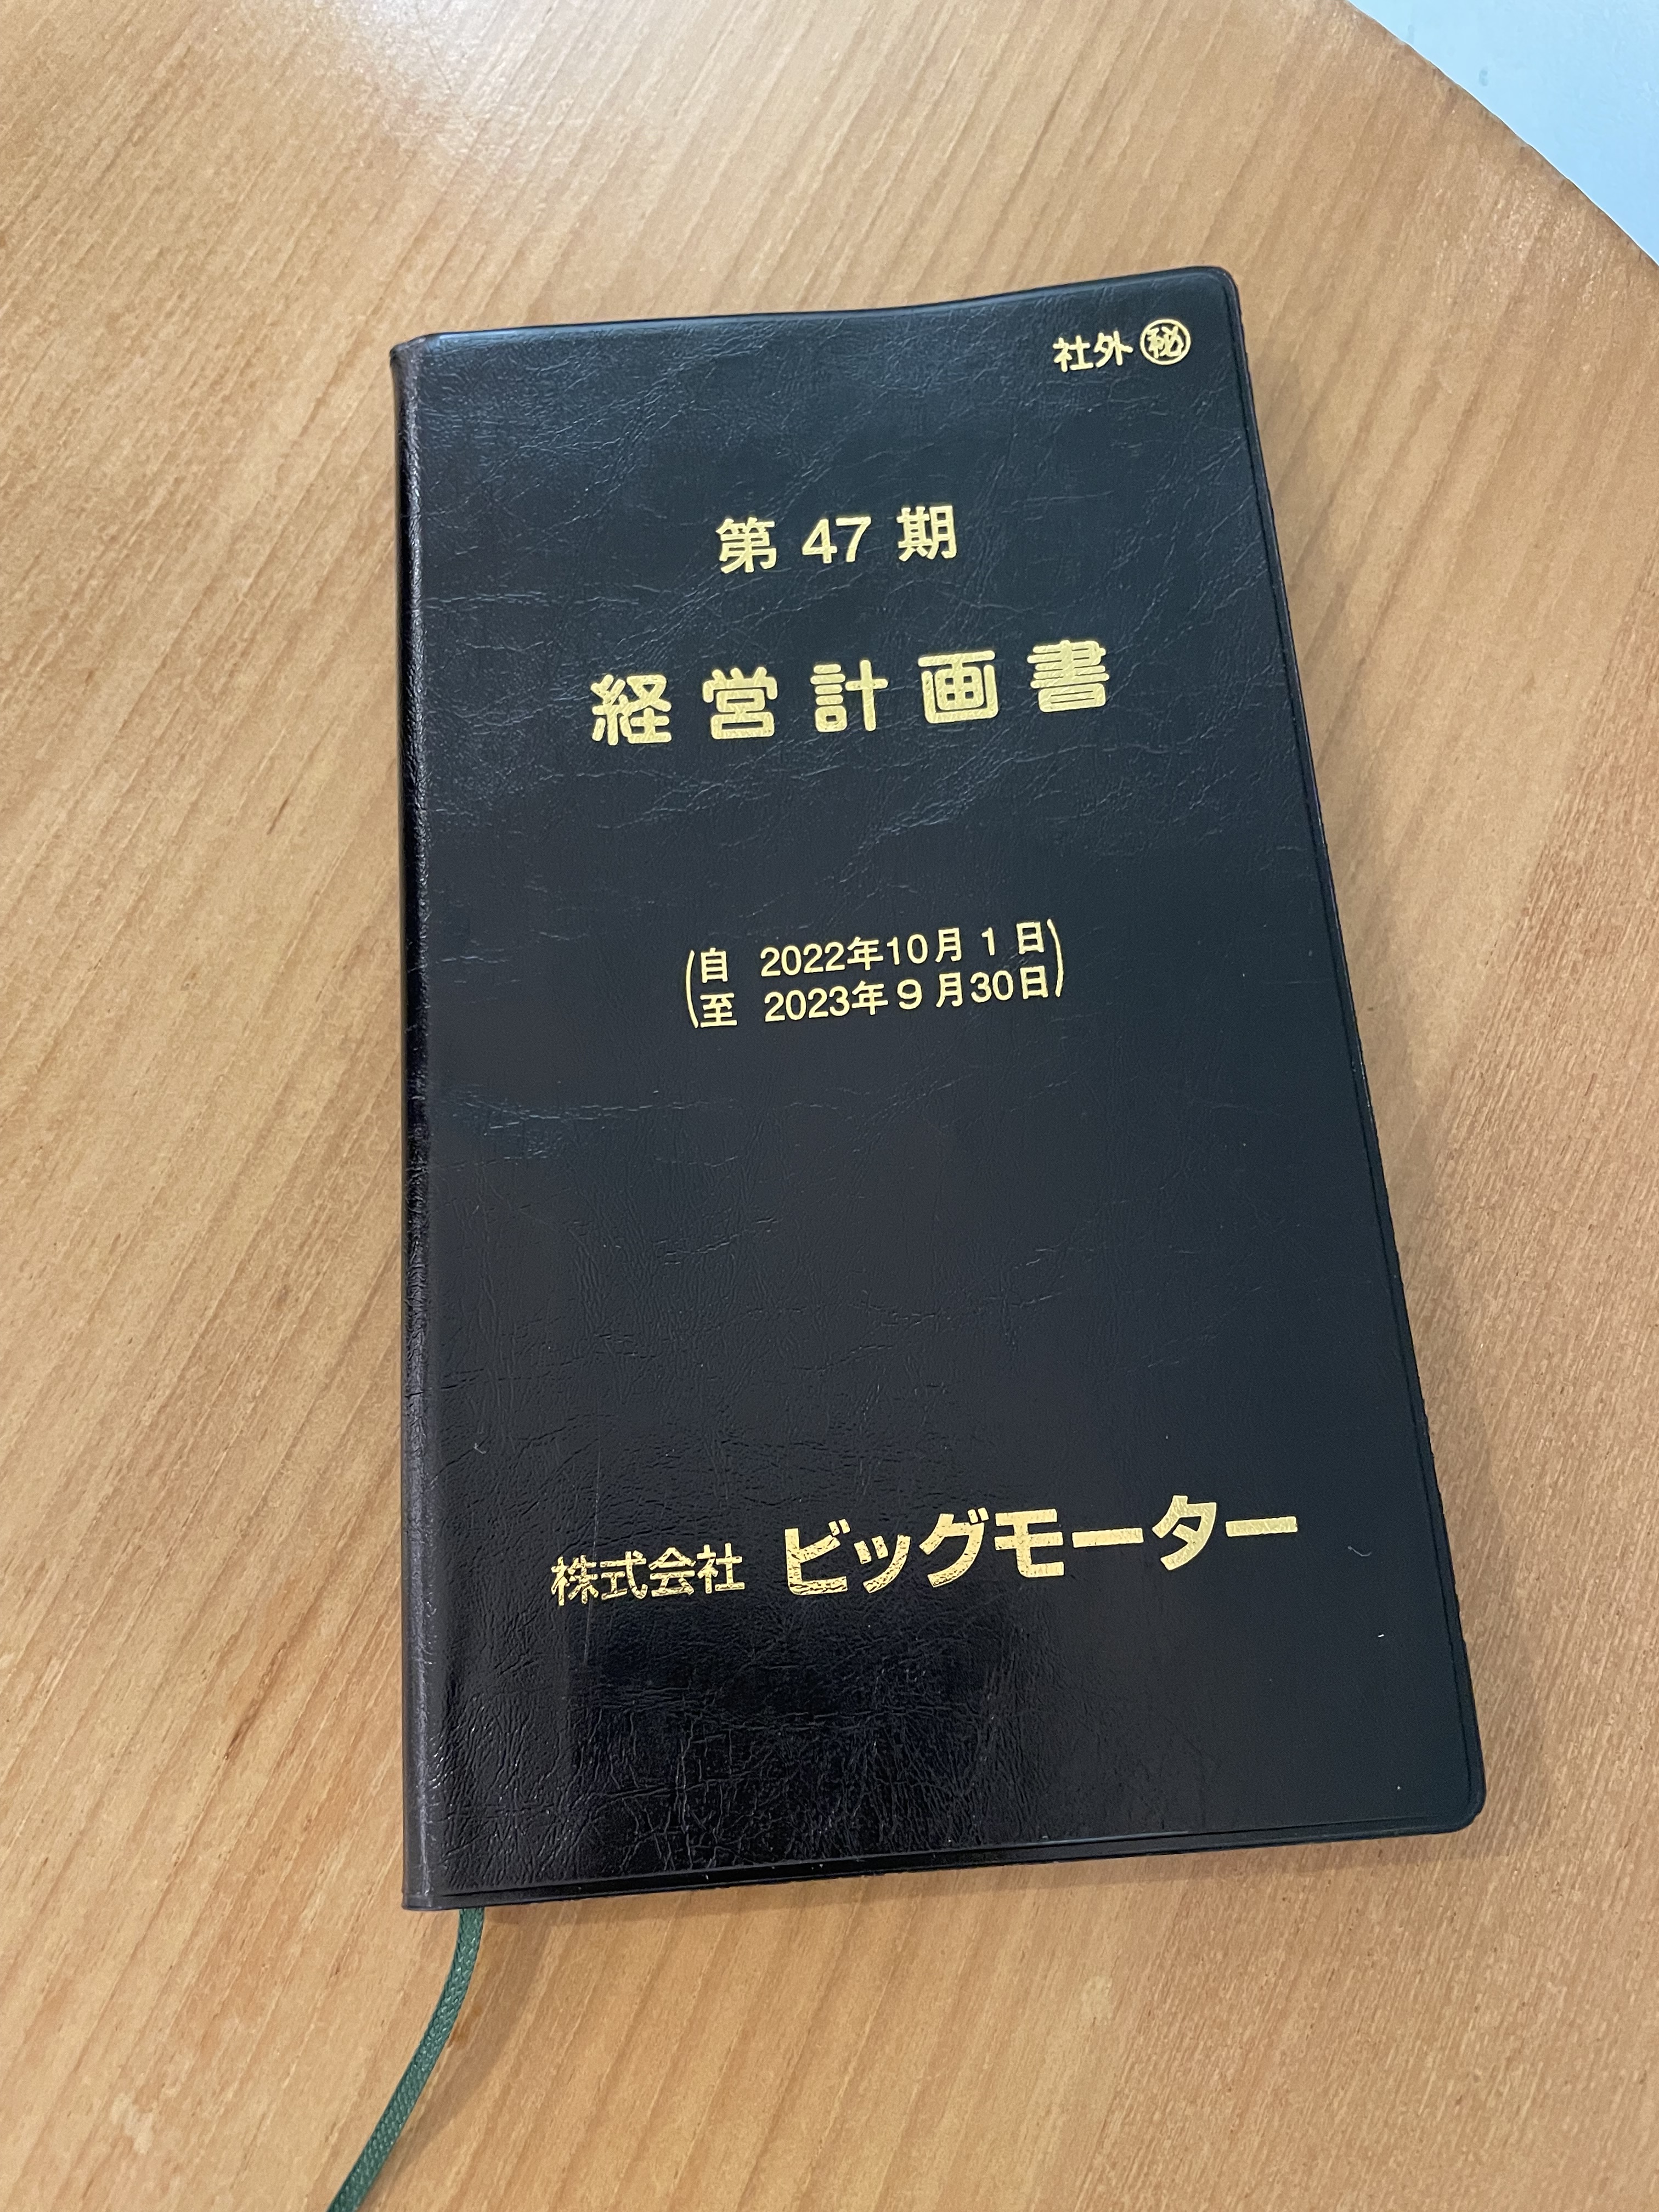 社外㊙
第 47 期
経営計画書
(自 2022年10月1日
至 2023年9月30日)
株式会社 ビッグモーター